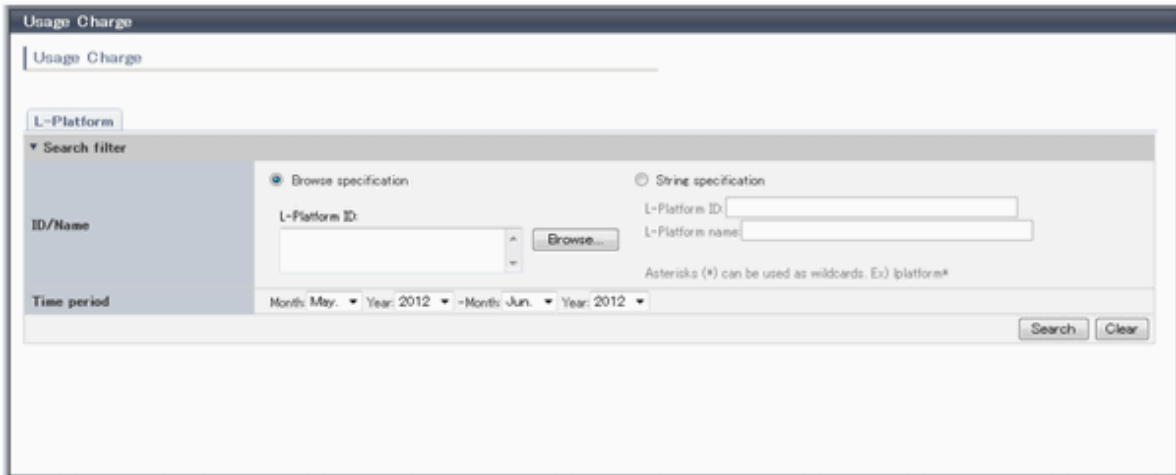 Usage Charge
Usage Charge
L-Platform
▼ Search filter
ID/Name
Browse specification
String specification
L-Platform ID:
Browse...
L-Platform ID:
L-Platform name:
Asterisks (*) can be used as wildcards. Ex) lplatform*
Time period
Month: May. ▼ Year: 2012 ▼ -Month: Jun. ▼ Year: 2012 ▼
Search Clear